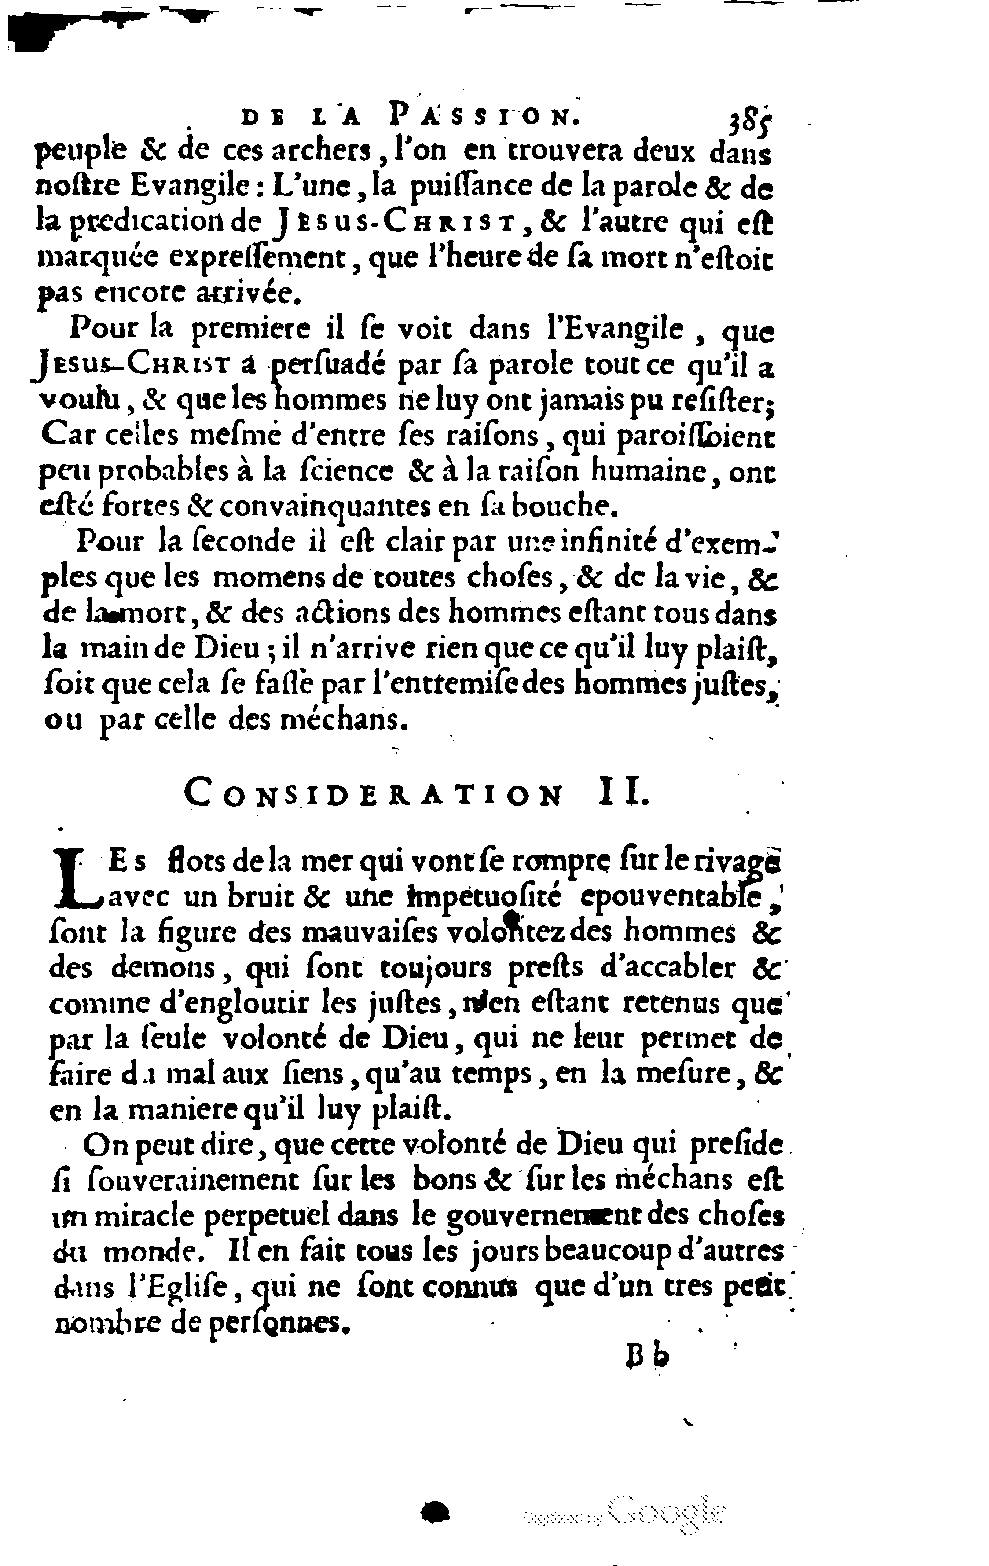 DE LA PASSION. 385
peuple & de ces archers, l'on en trouvera deux dans
noſtre Evangile : L'une, la puiſſance de la parole & de
la predication de JESUS-CHRIST, & l'autre qui eſt
marquée expreſſement, que l'heure de ſa mort n'eſtoit
pas encore arrivée.
Pour la premiere il ſe voit dans l'Evangile, que
JESUS-CHRIST a perſuadé par ſa parole tout ce qu'il a
voulu, & que les hommes ne luy ont jamais pu reſiſter;
Car celles meſme d'entre ſes raiſons, qui paroiſſoient
peu probables à la ſcience & à la raiſon humaine, ont
eſté fortes & convainquantes en ſa bouche.
Pour la ſeconde il eſt clair par une infinité d'exem-
ples que les momens de toutes choſes, & de la vie, &
de la mort, & des actions des hommes eſtant tous dans
la main de Dieu ; il n'arrive rien que ce qu'il luy plaiſt,
ſoit que cela ſe faſſe par l'entremiſe des hommes juſtes,
ou par celle des méchans.
CONSIDERATION II.
LES flots de la mer qui vont ſe rompre ſur le rivage
avec un bruit & une impetuoſité epouventable,
ſont la figure des mauvaiſes volontez des hommes &
des demons, qui ſont toujours preſts d'accabler &
comme d'engloutir les juſtes, n'en eſtant retenus que
par la ſeule volonté de Dieu, qui ne leur permet de
faire du mal aux ſiens, qu'au temps, en la meſure, &
en la maniere qu'il luy plaiſt.
On peut dire, que cette volonté de Dieu qui preſide
ſi ſouverainement ſur les bons & ſur les méchans eſt
un miracle perpetuel dans le gouvernement des choſes
du monde. Il en fait tous les jours beaucoup d'autres
dans l'Egliſe, qui ne ſont connus que d'un tres petit
nombre de perſonnes.
B b
Digitized by Google